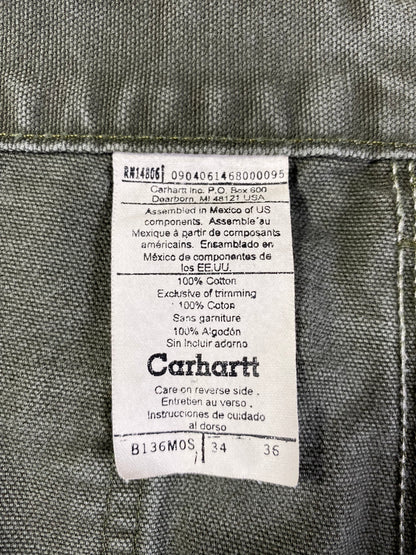 RN14806 0904061468000095
Carhartt Inc. P.O. Box 600
Dearborn, MI 48121 USA
Assembled in Mexico of US
components. Assemblé au
Mexique à partir de composants
américains. Ensamblado en
México de componentes de
los EE.UU.
100% Cotton
Exclusive of trimming
100% Coton
Sans garniture
100% Algodón
Sin Incluir adorno
Carhartt
Care on reverse side.
Entretien au verso.
Instrucciones de cuidado
al dorso
B136MOS 34 36